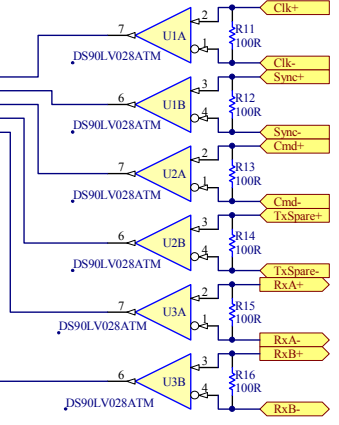 Clk+
2
7
U1A
R11
100R
1
DS90LV028ATM
Clk-
Sync+
3
6
U1B
R12
100R
4
DS90LV028ATM
Sync-
Cmd+
2
7
U2A
R13
100R
1
DS90LV028ATM
Cmd-
TxSpare+
3
6
U2B
R14
100R
4
DS90LV028ATM
TxSpare-
RxA+
2
7
U3A
R15
100R
1
DS90LV028ATM
RxA-
RxB+
3
6
U3B
R16
100R
4
DS90LV028ATM
RxB-